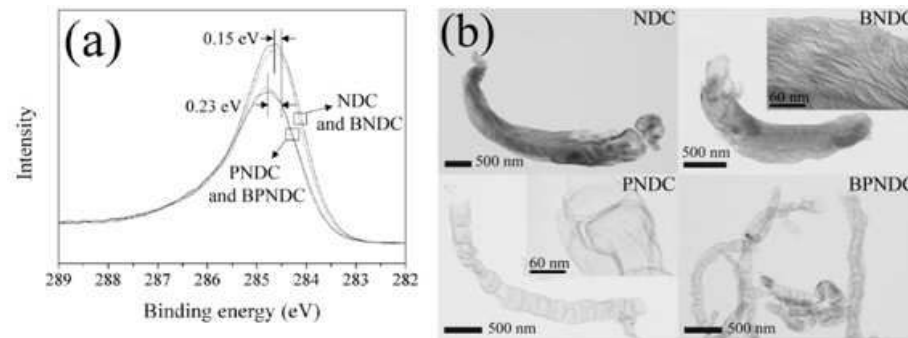 (a)
0.15 eV
0.23 eV
NDC
and BNDC
PNDC
and BPNDC
Intensity
289 288 287 286 285 284 283 282
Binding energy (eV)
(b)
NDC
500 nm
BNDC
60 nm
500 nm
PNDC
60 nm
500 nm
BPNDC
500 nm